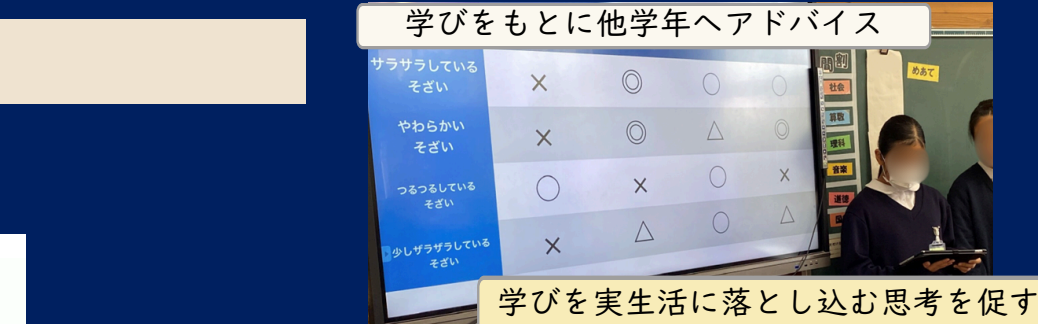 学びをもとに他学年へアドバイス
サラサラしている
そざい
× ◎ ○ ○
やわらかい
そざい
× ◎ △ ◎
つるつるしている
そざい
○ × ○ ×
少しザラザラしている
そざい
× △ ○ △
時間割
社会
算数
理科
音楽
道徳
めあて
学びを実生活に落とし込む思考を促す